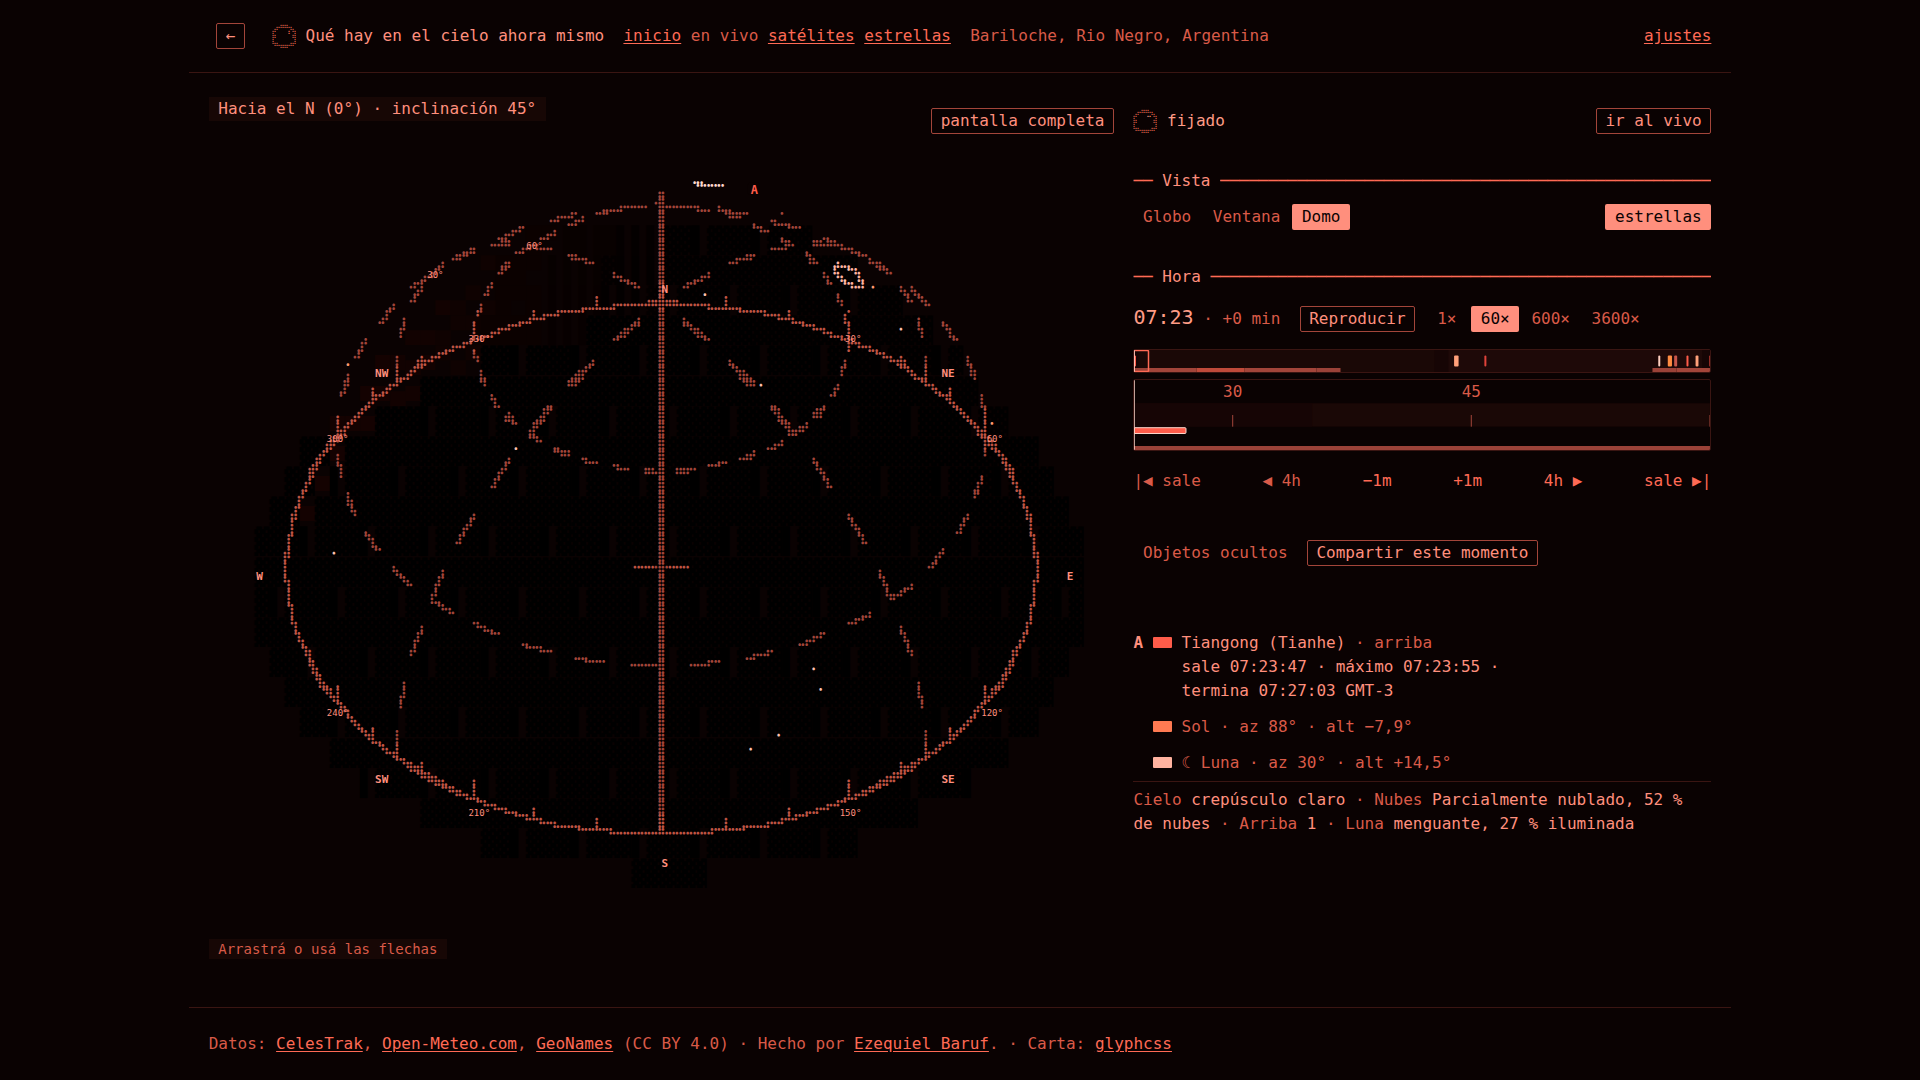 ← Qué hay en el cielo ahora mismo inicio en vivo satélites estrellas Bariloche, Rio Negro, Argentina ajustes
Hacia el N (0°) · inclinación 45°
pantalla completa
A
60°
30°
N
330°
30°
NW
NE
300°
60°
W
E
240°
120°
SW
SE
210°
150°
S
Arrastrá o usá las flechas
fijado ir al vivo
Vista
Globo Ventana Domo estrellas
Hora
07:23 · +0 min Reproducir 1× 60× 600× 3600×
30 45
|◀ sale ◀ 4h −1m +1m 4h ▶ sale ▶|
Objetos ocultos Compartir este momento
A Tiangong (Tianhe) · arriba
sale 07:23:47 · máximo 07:23:55 ·
termina 07:27:03 GMT-3
Sol · az 88° · alt −7,9°
☾ Luna · az 30° · alt +14,5°
Cielo crepúsculo claro · Nubes Parcialmente nublado, 52 %
de nubes · Arriba 1 · Luna menguante, 27 % iluminada
Datos: CelesTrak, Open-Meteo.com, GeoNames (CC BY 4.0) · Hecho por Ezequiel Baruf. · Carta: glyphcss